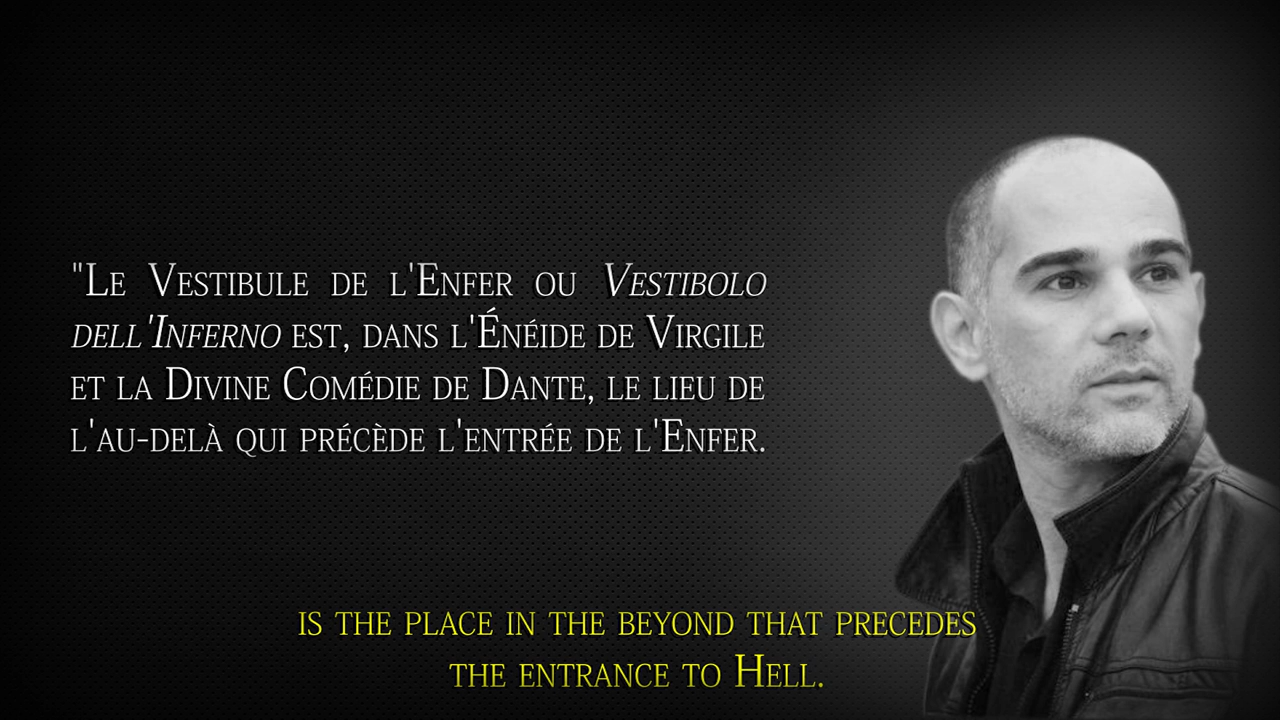 "Le Vestibule de l'Enfer ou Vestibolo
dell'Inferno est, dans l'Énéide de Virgile
et la Divine Comédie de Dante, le lieu de
l'au-delà qui précède l'entrée de l'Enfer.
is the place in the beyond that precedes
the entrance to Hell.